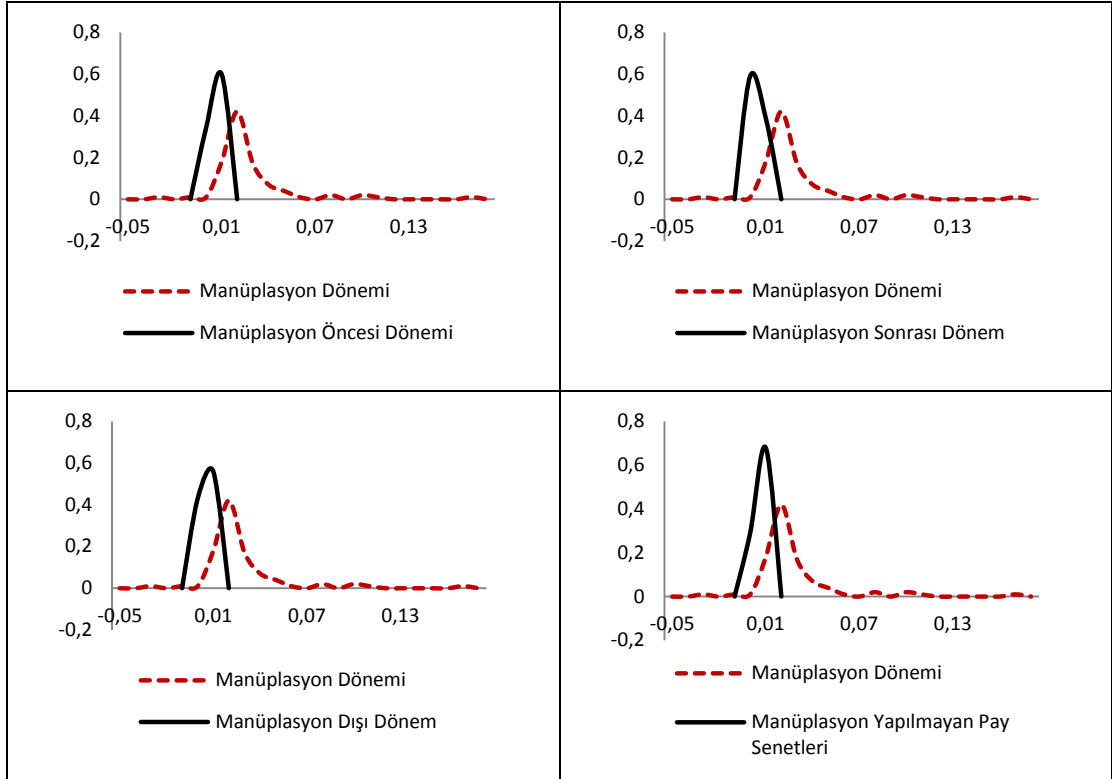 0,8
0,6
0,4
0,2
0
-0,2
-0,05 0,01 0,07 0,13
Manüplasyon Dönemi
Manüplasyon Öncesi Dönemi
0,8
0,6
0,4
0,2
0
-0,2
-0,05 0,01 0,07 0,13
Manüplasyon Dönemi
Manüplasyon Sonrası Dönem
0,8
0,6
0,4
0,2
0
-0,2
-0,05 0,01 0,07 0,13
Manüplasyon Dönemi
Manüplasyon Dışı Dönem
0,8
0,6
0,4
0,2
0
-0,2
-0,05 0,01 0,07 0,13
Manüplasyon Dönemi
Manüplasyon Yapılmayan Pay
Senetleri